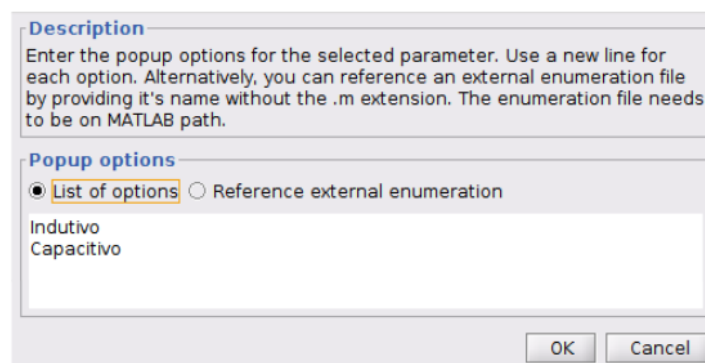 Description
Enter the popup options for the selected parameter. Use a new line for
each option. Alternatively, you can reference an external enumeration file
by providing it's name without the .m extension. The enumeration file needs
to be on MATLAB path.
Popup options
List of options Reference external enumeration
Indutivo
Capacitivo
OK Cancel